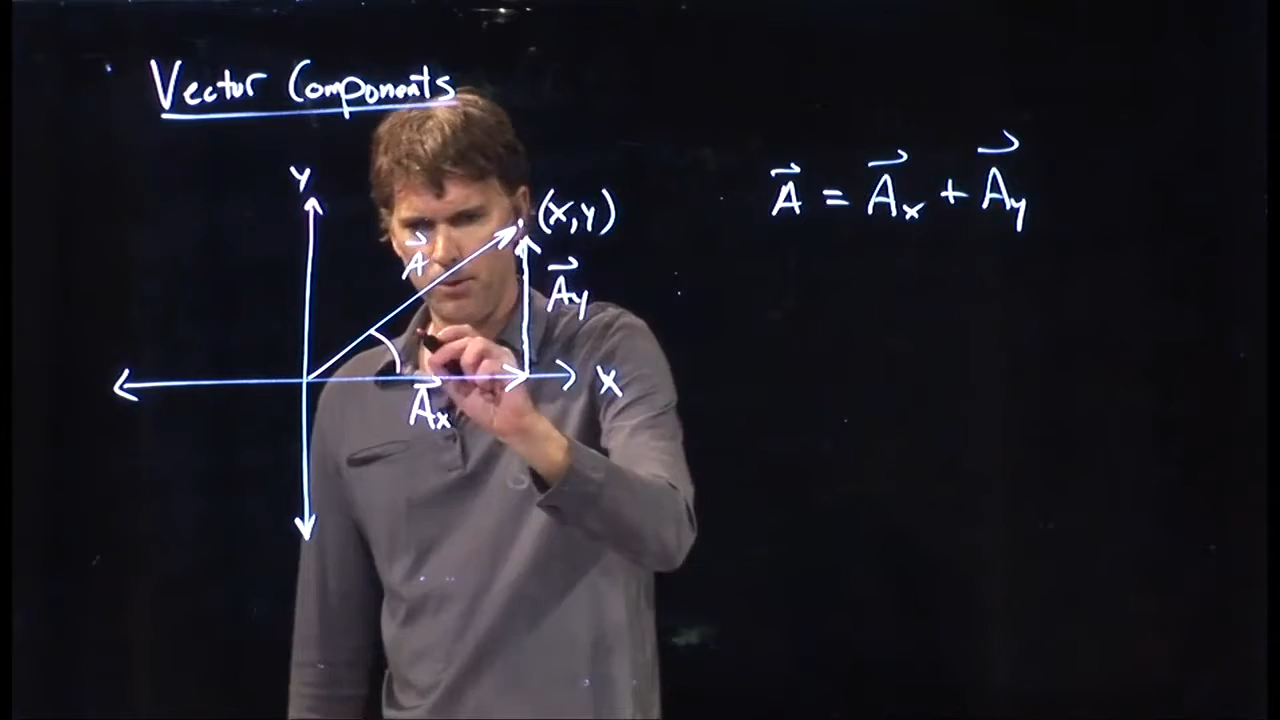 Vector Components
Y
(x,y)
A⃗
A⃗y
X
A⃗x
A⃗ = A⃗x + A⃗y